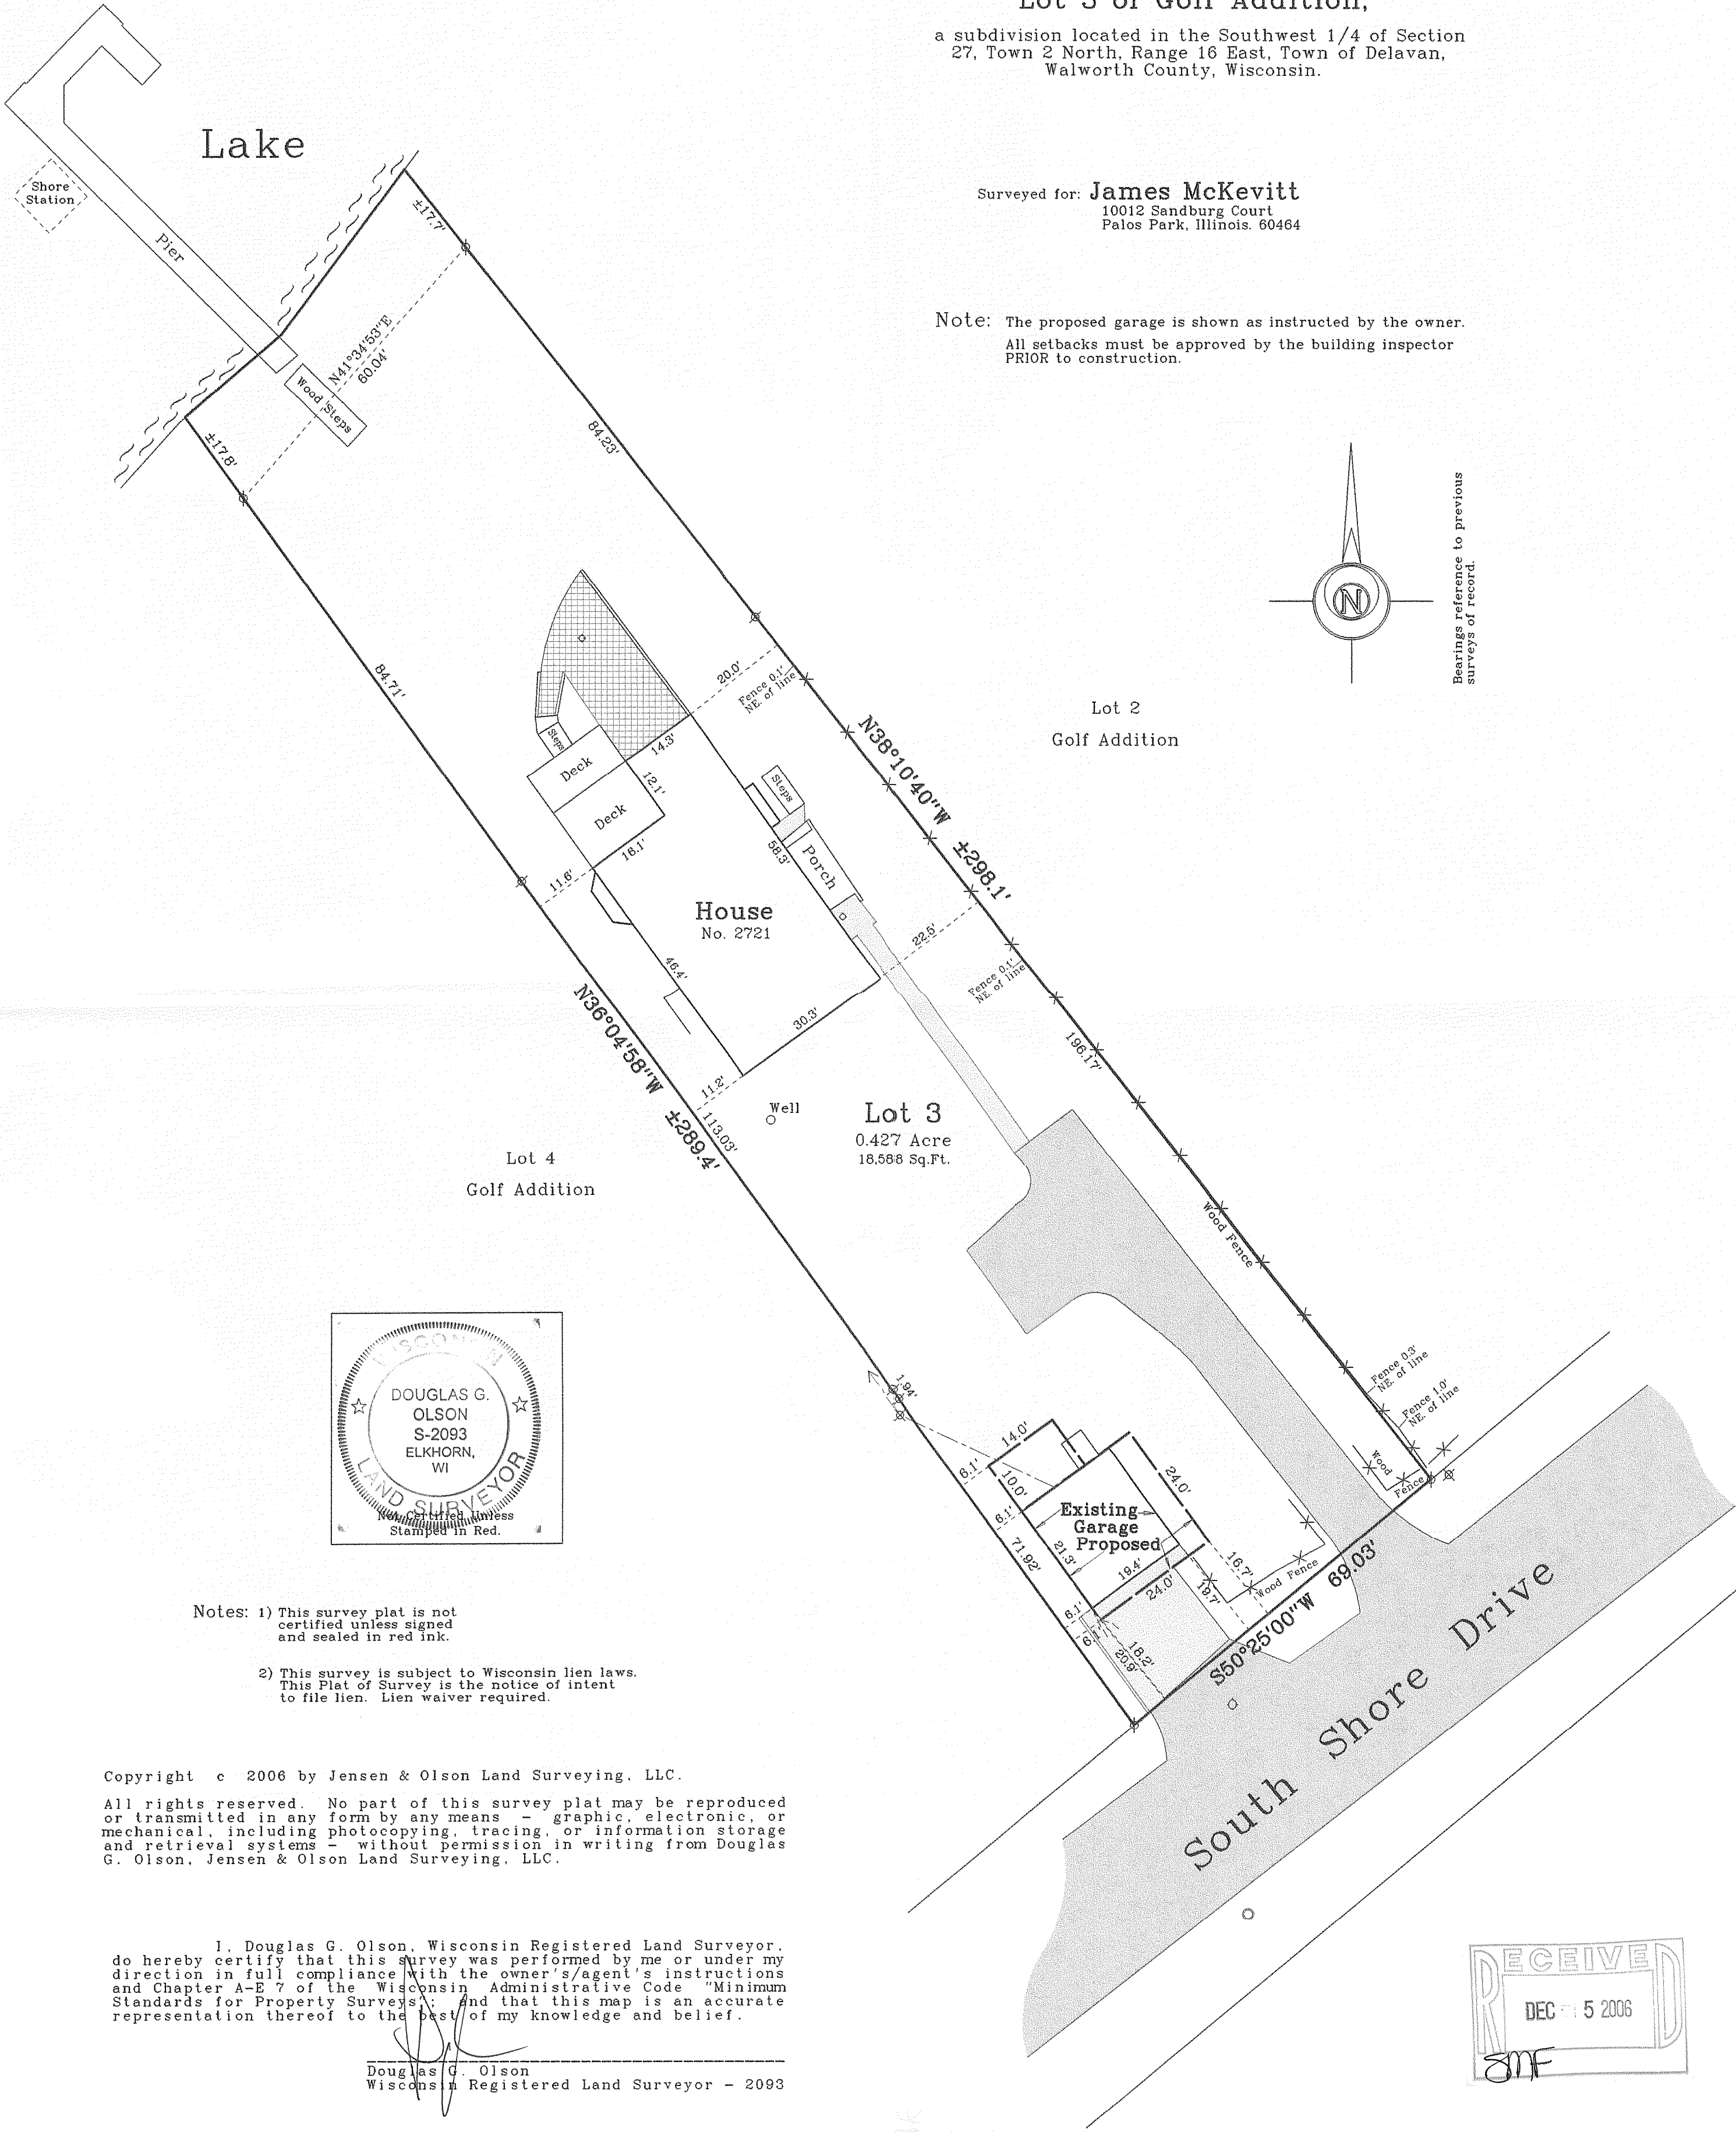 Lot 3 of Golf Addition,
a subdivision located in the Southwest 1/4 of Section
27, Town 2 North, Range 16 East, Town of Delavan,
Walworth County, Wisconsin.
Lake
Shore
Station
Pier
Surveyed for: James McKevitt
10012 Sandburg Court
Palos Park, Illinois. 60464
Note: The proposed garage is shown as instructed by the owner.
All setbacks must be approved by the building inspector
PRIOR to construction.
±17.7'
N41°34'53"E
60.04'
Wood Steps
±17.8'
84.23'
N
Bearings reference to previous
surveys of record.
84.71'
20.0'
Fence 0.1'
NE. of line
Lot 2
Golf Addition
N38°10'40"W ±298.1'
Steps
14.3'
Deck
12.1'
Deck
18.1'
Steps
58.3'
Porch
11.6'
House
No. 2721
22.5'
Fence 0.1'
NE. of line
46.4'
30.3'
N36°04'58"W ±289.4'
196.17'
11.2'
113.03'
Well
Lot 3
0.427 Acre
18,588 Sq.Ft.
Lot 4
Golf Addition
Wood Fence
WISCONSIN
DOUGLAS G.
OLSON
S-2093
ELKHORN,
WI
LAND SURVEYOR
Not Certified Unless
Stamped in Red.
Fence 0.3'
NE. of line
Fence 1.0'
NE. of line
1.94'
14.0'
6.1'
10.0'
24.0'
Wood
Fence
6.1'
Existing
Garage
Proposed
71.92'
21.3'
19.4'
24.0'
16.7'
19.7'
Wood Fence
6.1'
6.1'
18.2'
20.9'
S50°25'00"W 69.03'
South Shore Drive
Notes: 1) This survey plat is not
certified unless signed
and sealed in red ink.
2) This survey is subject to Wisconsin lien laws.
This Plat of Survey is the notice of intent
to file lien. Lien waiver required.
Copyright c 2006 by Jensen & Olson Land Surveying, LLC.
All rights reserved. No part of this survey plat may be reproduced
or transmitted in any form by any means - graphic, electronic, or
mechanical, including photocopying, tracing, or information storage
and retrieval systems - without permission in writing from Douglas
G. Olson, Jensen & Olson Land Surveying, LLC.
I, Douglas G. Olson, Wisconsin Registered Land Surveyor,
do hereby certify that this survey was performed by me or under my
direction in full compliance with the owner's/agent's instructions
and Chapter A-E 7 of the Wisconsin Administrative Code "Minimum
Standards for Property Surveys"; and that this map is an accurate
representation thereof to the best of my knowledge and belief.
Douglas G. Olson
Wisconsin Registered Land Surveyor - 2093
RECEIVED
DEC 5 2006
SMF